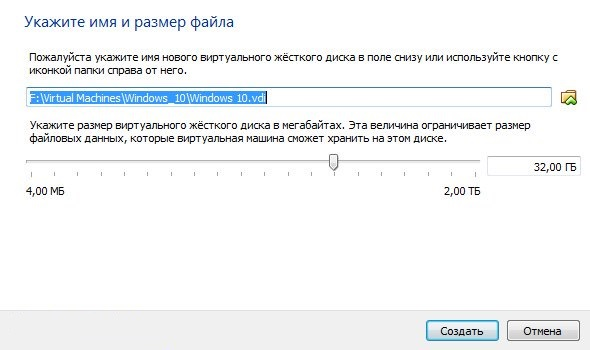 Укажите имя и размер файла
Пожалуйста укажите имя нового виртуального жёсткого диска в поле снизу или используйте кнопку с
иконкой папки справа от него.
F:\Virtual Machines\Windows_10\Windows 10.vdi
Укажите размер виртуального жёсткого диска в мегабайтах. Эта величина ограничивает размер
файловых данных, которые виртуальная машина сможет хранить на этом диске.
32,00 ГБ
4,00 МБ 2,00 ТБ
Создать Отмена